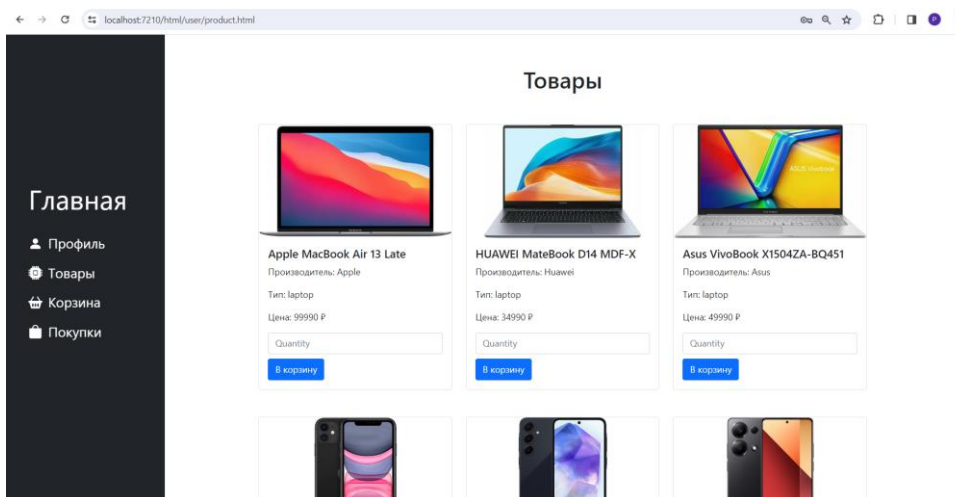 localhost:7210/html/user/product.html
Товары
Главная
Профиль
Товары
Корзина
Покупки
ASUS Vivobook
Apple MacBook Air 13 Late
Производитель: Apple
Тип: laptop
Цена: 99990 ₽
Quantity
В корзину
HUAWEI MateBook D14 MDF-X
Производитель: Huawei
Тип: laptop
Цена: 34990 ₽
Quantity
В корзину
Asus VivoBook X1504ZA-BQ451
Производитель: Asus
Тип: laptop
Цена: 49990 ₽
Quantity
В корзину
P